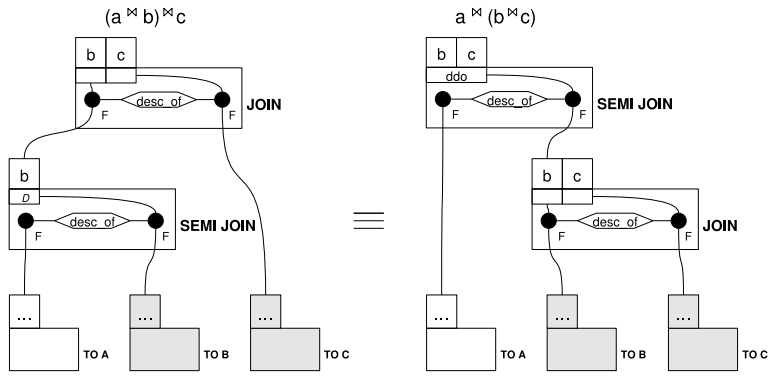 (a ⋈ b) ⋈ c
a ⋈ (b ⋈ c)
b c
b c
ddo
desc_of
F F
JOIN
desc_of
F F
SEMI JOIN
b
D
b c
desc_of
F F
SEMI JOIN
≡
desc_of
F F
JOIN
...
TO A
...
TO B
...
TO C
...
TO A
...
TO B
...
TO C